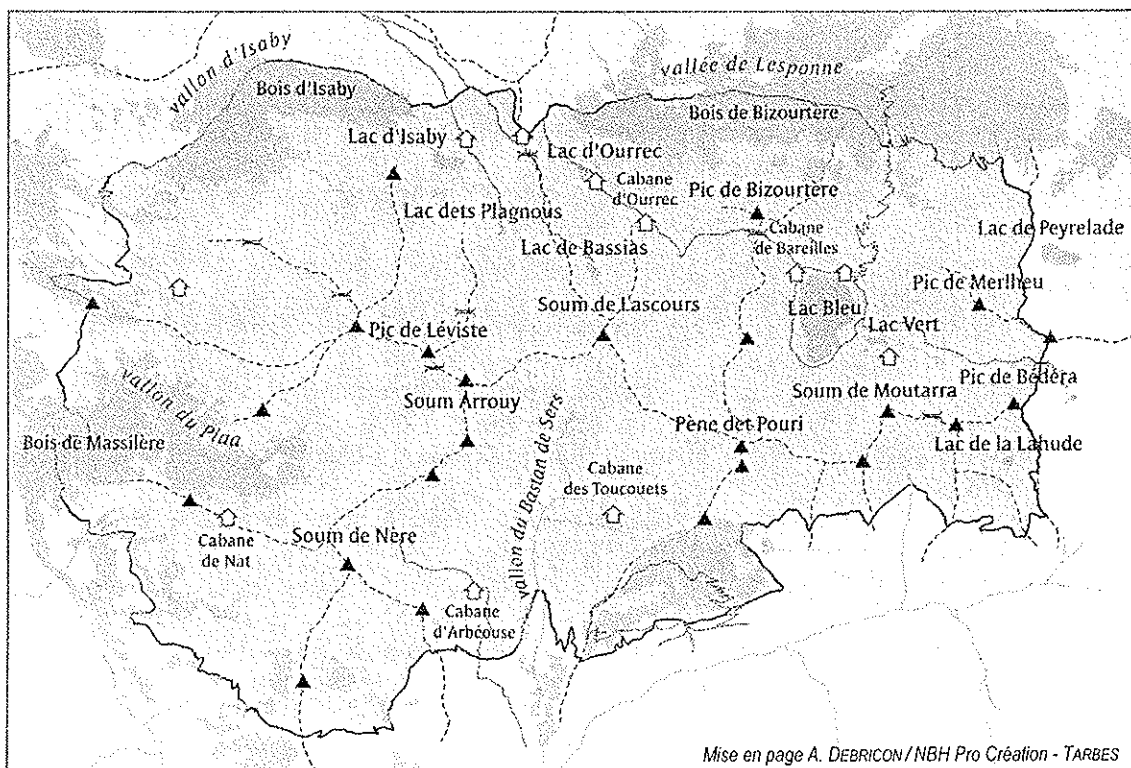 vallon d'Isaby
vallée de Lesponne
Bois d'Isaby
Bois de Bizourtère
Lac d'Isaby
Lac d'Ourrec
Cabane
d'Ourrec
Pic de Bizourtère
Lac dets Plagnous
Lac de Bassias
Cabane
de Bareilles
Lac de Peyrelade
Pic de Merlheu
Soum de Lascours
Lac Bleu
Lac Vert
Pic de Léviste
Pic de Bédéra
Soum Arrouy
Soum de Moutarra
vallon du Plaa
Bois de Massilère
Pène det Pouri
Lac de la Lahude
vallon du Bastan de Sers
Cabane
des Toucouets
Cabane
de Nat
Soum de Nère
Cabane
d'Arbéouse
Mise en page A. DEBRICON / NBH Pro Création - TARBES